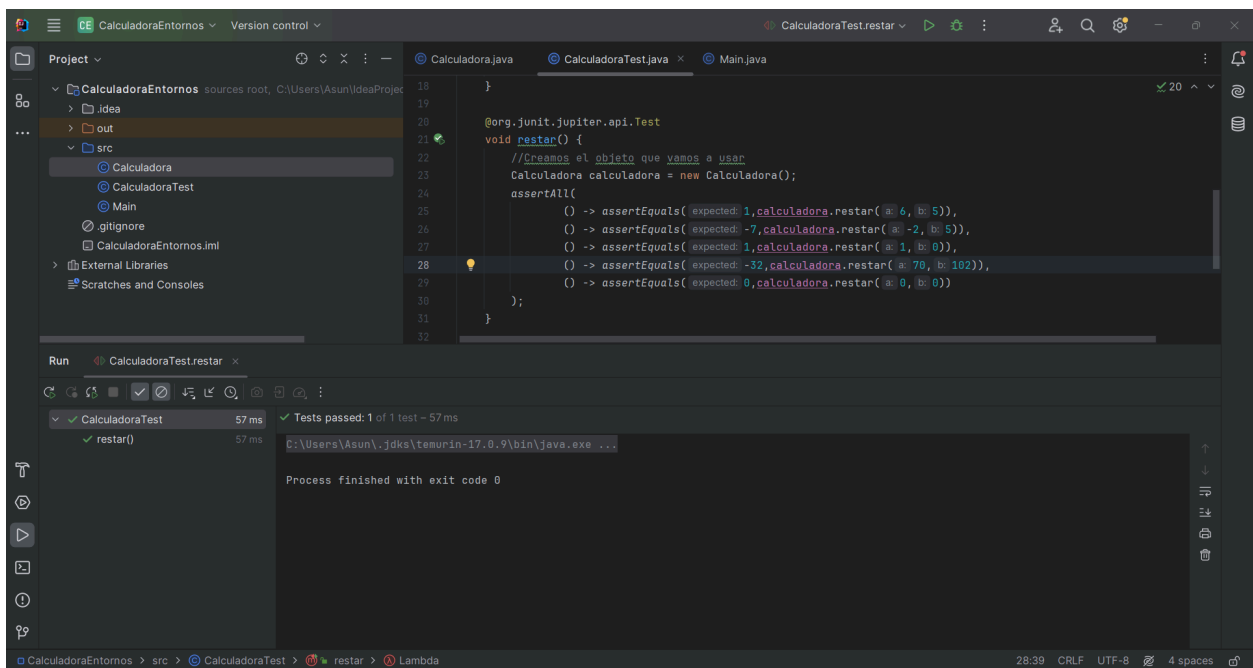 CE CalculadoraEntornos Version control CalculadoraTest.restar
Project
Calculadora.java CalculadoraTest.java Main.java
CalculadoraEntornos sources root, C:\Users\Asun\IdeaProjec
.idea
out
src
Calculadora
CalculadoraTest
Main
.gitignore
CalculadoraEntornos.iml
External Libraries
Scratches and Consoles
20
18 }
19
20 @org.junit.jupiter.api.Test
21 void restar() {
22 //Creamos el objeto que vamos a usar
23 Calculadora calculadora = new Calculadora();
24 assertAll(
25 () -> assertEquals( expected: 1,calculadora.restar( a: 6, b: 5)),
26 () -> assertEquals( expected: -7,calculadora.restar( a: -2, b: 5)),
27 () -> assertEquals( expected: 1,calculadora.restar( a: 1, b: 0)),
28 () -> assertEquals( expected: -32,calculadora.restar( a: 70, b: 102)),
29 () -> assertEquals( expected: 0,calculadora.restar( a: 0, b: 0))
30 );
31 }
32
Run CalculadoraTest.restar
CalculadoraTest 57 ms
restar() 57 ms
Tests passed: 1 of 1 test – 57 ms
C:\Users\Asun\.jdks\temurin-17.0.9\bin\java.exe ...
Process finished with exit code 0
CalculadoraEntornos > src > CalculadoraTest > restar > Lambda
28:39 CRLF UTF-8 4 spaces